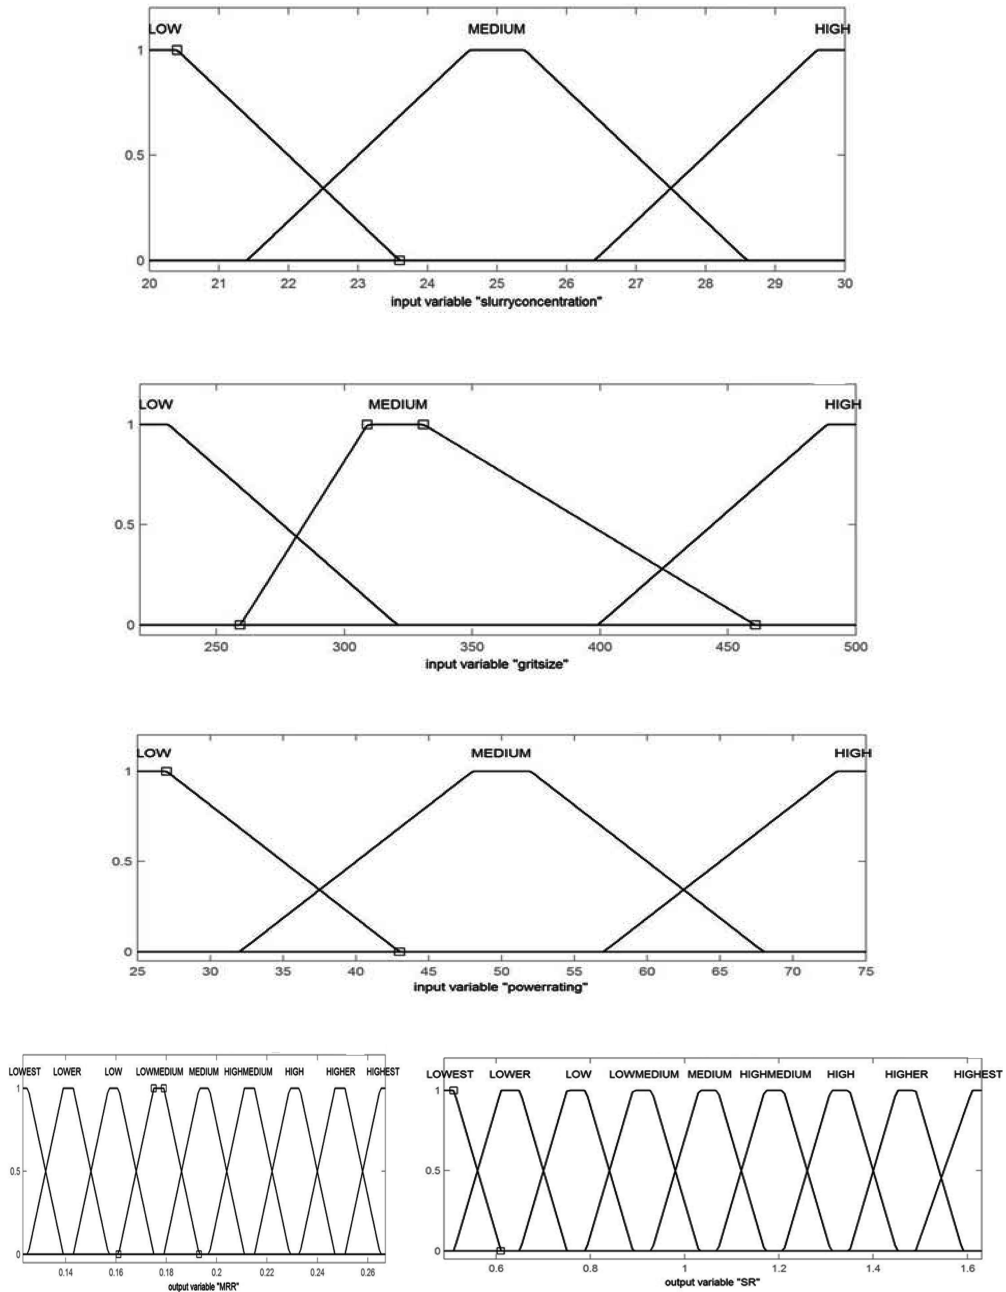 LOW MEDIUM HIGH
1
0.5
0
20 21 22 23 24 25 26 27 28 29 30
input variable "slurryconcentration"
LOW MEDIUM HIGH
1
0.5
0
250 300 350 400 450 500
input variable "gritsize"
LOW MEDIUM HIGH
1
0.5
0
25 30 35 40 45 50 55 60 65 70 75
input variable "powerrating"
LOWEST LOWER LOW LOWMEDIUM MEDIUM HIGHMEDIUM HIGH HIGHER HIGHEST
1
0.5
0
0.14 0.16 0.18 0.2 0.22 0.24 0.26
output variable "MRR"
LOWEST LOWER LOW LOWMEDIUM MEDIUM HIGHMEDIUM HIGH HIGHER HIGHEST
1
0.5
0
0.6 0.8 1 1.2 1.4 1.6
output variable "SR"